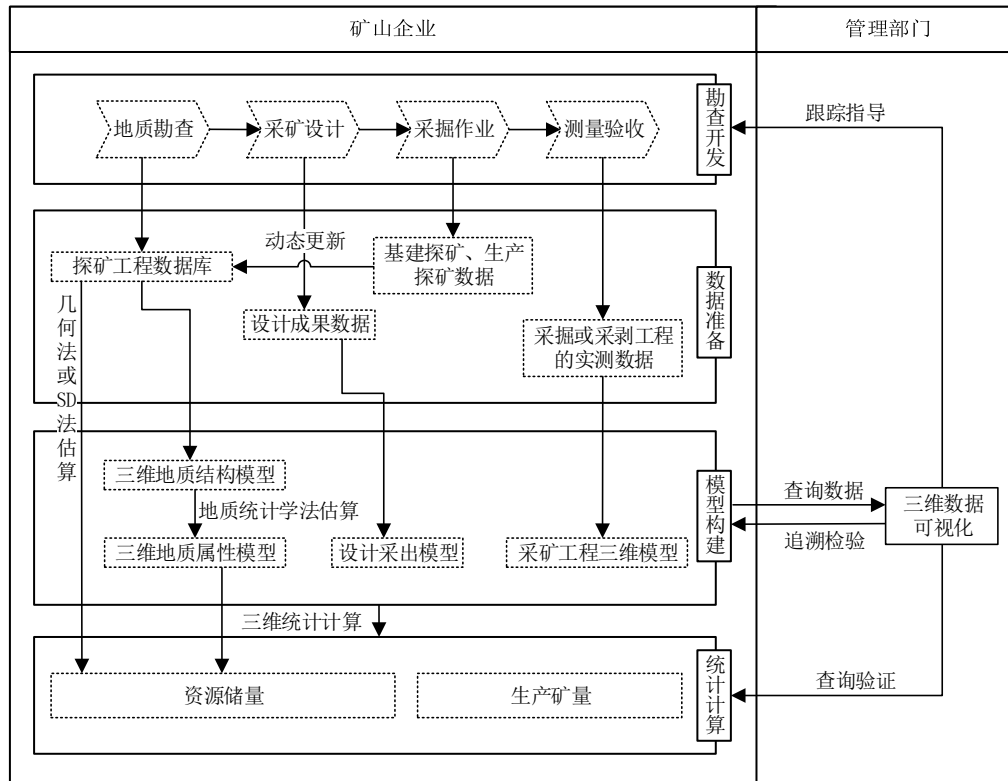 矿山企业
管理部门
地质勘查
采矿设计
采掘作业
测量验收
勘查开发
跟踪指导
动态更新
探矿工程数据库
基建探矿、生产
探矿数据
设计成果数据
采掘或采剥工程
的实测数据
数据准备
几何法或SD法估算
三维地质结构模型
地质统计学法估算
三维地质属性模型
设计采出模型
采矿工程三维模型
模型构建
查询数据
追溯检验
三维数据
可视化
三维统计计算
资源储量
生产矿量
统计计算
查询验证